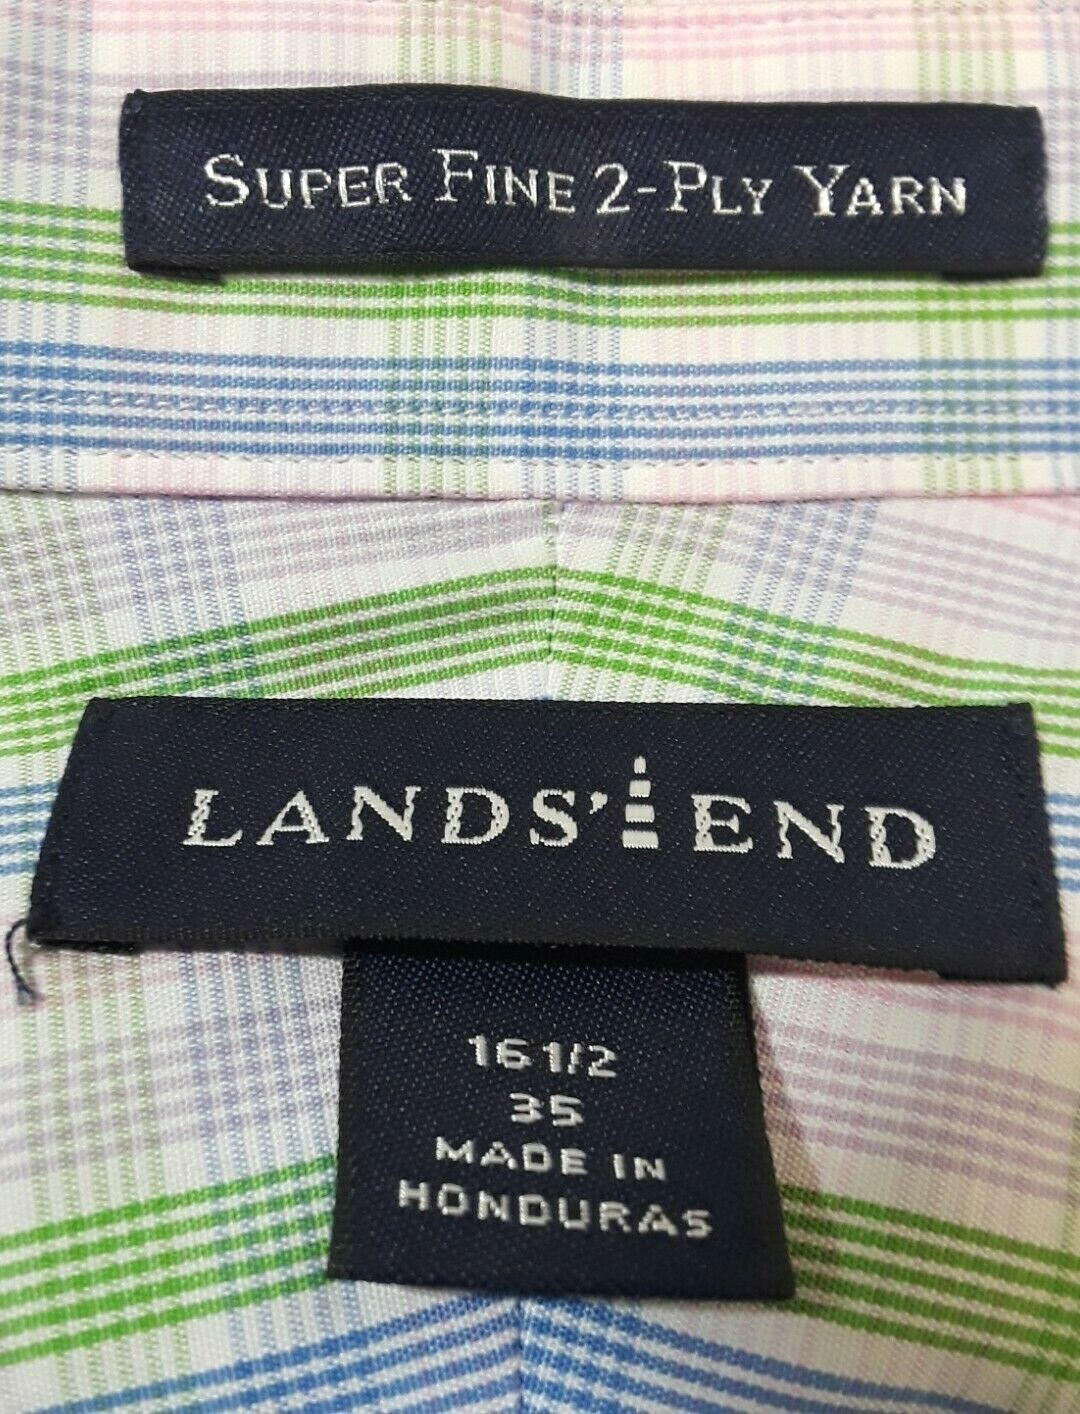 SUPER FINE 2-PLY YARN
LANDS' END
16 1/2
35
MADE IN
HONDURAS